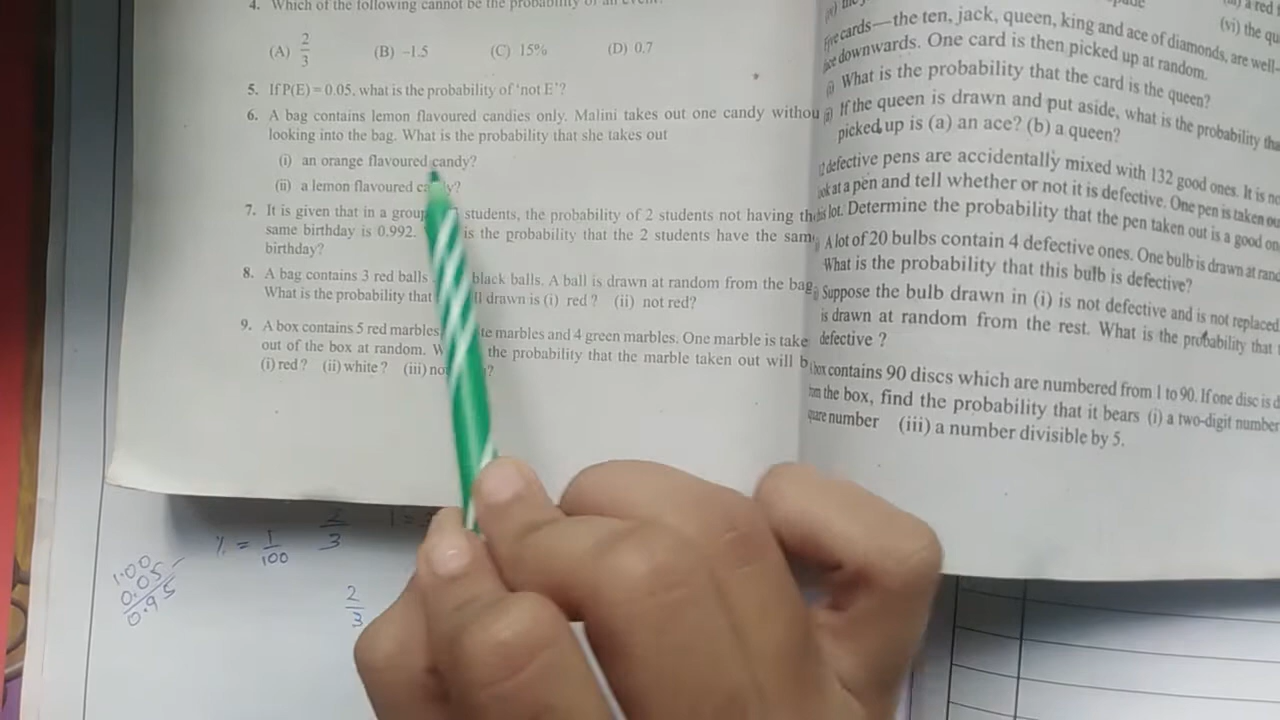 4. Which of the following cannot be the probability of an event?
(A) 2/3 (B) –1.5 (C) 15% (D) 0.7
5. If P(E) = 0.05, what is the probability of ‘not E’?
6. A bag contains lemon flavoured candies only. Malini takes out one candy withou
looking into the bag. What is the probability that she takes out
(i) an orange flavoured candy?
(ii) a lemon flavoured ca y?
7. It is given that in a group students, the probability of 2 students not having th
same birthday is 0.992. is the probability that the 2 students have the sam
birthday?
8. A bag contains 3 red balls black balls. A ball is drawn at random from the bag
What is the probability that ll drawn is (i) red ? (ii) not red?
9. A box contains 5 red marbles, te marbles and 4 green marbles. One marble is take
out of the box at random. W the probability that the marble taken out will b
(i) red ? (ii) white ? (iii) no ?
a red
(vi) the qu
cards—the ten, jack, queen, king and ace of diamonds, are well-
downwards. One card is then picked up at random.
What is the probability that the card is the queen?
If the queen is drawn and put aside, what is the probability tha
picked up is (a) an ace? (b) a queen?
12 defective pens are accidentally mixed with 132 good ones. It is no
look at a pen and tell whether or not it is defective. One pen is taken ou
this lot. Determine the probability that the pen taken out is a good on
A lot of 20 bulbs contain 4 defective ones. One bulb is drawn at rand
What is the probability that this bulb is defective?
Suppose the bulb drawn in (i) is not defective and is not replaced
is drawn at random from the rest. What is the probability that
defective ?
box contains 90 discs which are numbered from 1 to 90. If one disc is d
om the box, find the probability that it bears (i) a two-digit number
quare number (iii) a number divisible by 5.
% = 1/100 2/3 1 =
1.00
0.05
0.95
2/3